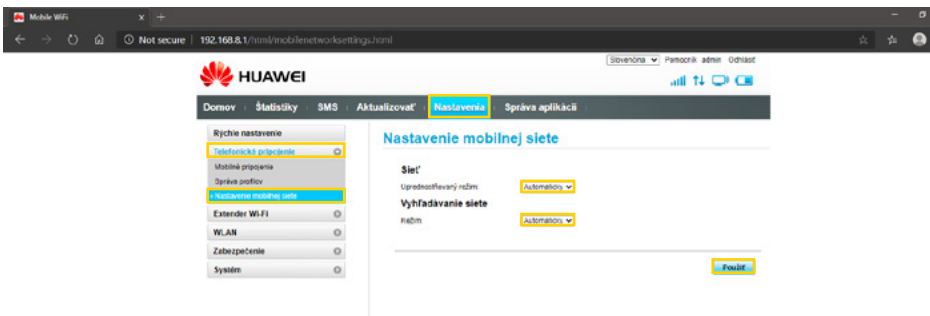 Mobile WiFi
Not secure | 192.168.8.1/html/mobilenetworksettings.html
Slovenčina Pomocník admin Odhlásiť
HUAWEI
Domov Štatistiky SMS Aktualizovať Nastavenia Správa aplikácií
Rýchle nastavenie
Telefonické pripojenie
Mobilné pripojenie
Správa profilov
Nastavenie mobilnej siete
Extender Wi-Fi
WLAN
Zabezpečenie
Systém
Nastavenie mobilnej siete
Sieť
Uprednostňovaný režim: Automaticky
Vyhľadávanie siete
Režim: Automaticky
Použiť